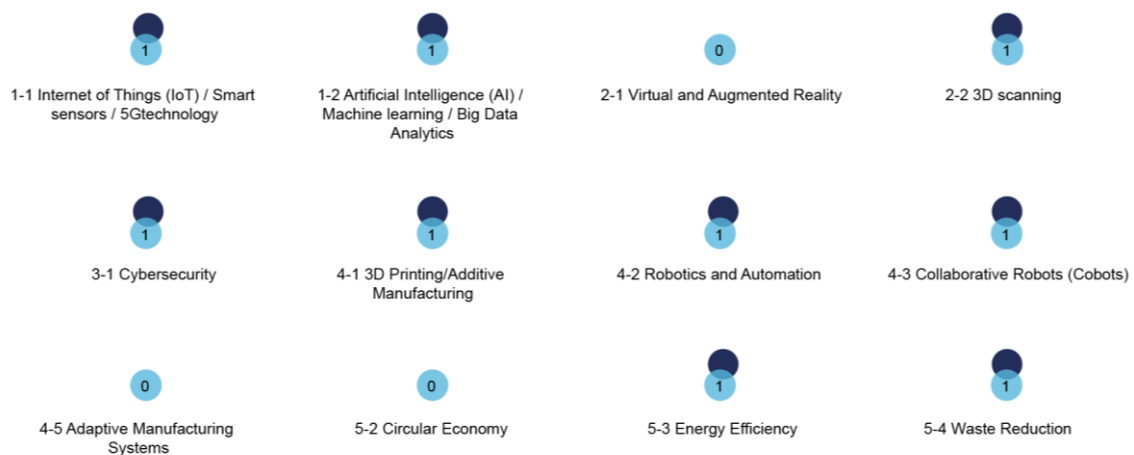 1
1
0
1
1-1 Internet of Things (IoT) / Smart
sensors / 5Gtechnology
1-2 Artificial Intelligence (AI) /
Machine learning / Big Data
Analytics
2-1 Virtual and Augmented Reality
2-2 3D scanning
1
1
1
1
3-1 Cybersecurity
4-1 3D Printing/Additive
Manufacturing
4-2 Robotics and Automation
4-3 Collaborative Robots (Cobots)
0
0
1
1
4-5 Adaptive Manufacturing
Systems
5-2 Circular Economy
5-3 Energy Efficiency
5-4 Waste Reduction